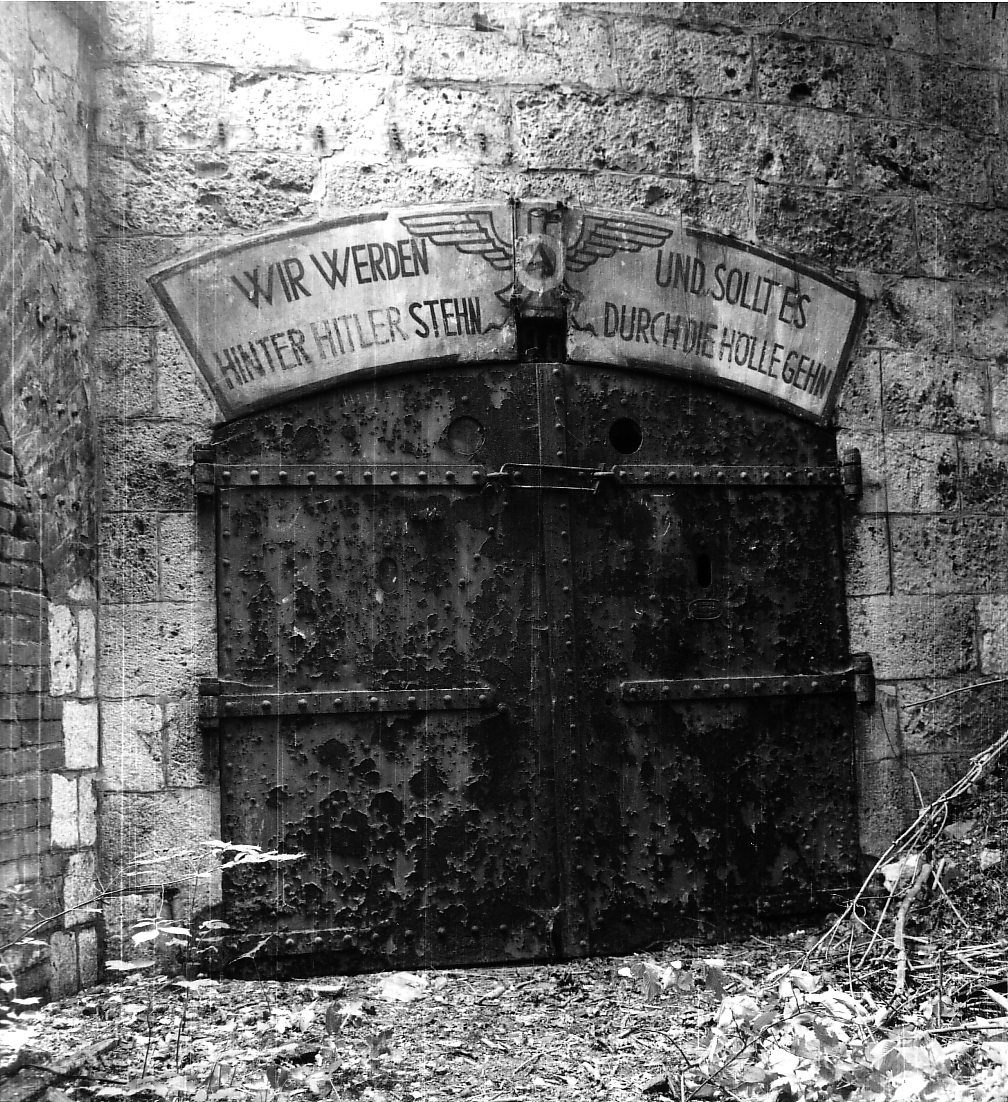 WIR WERDEN
HINTER HITLER STEHN
UND SOLLT ES
DURCH DIE HÖLLE GEHN